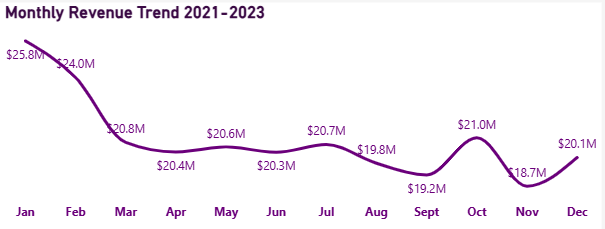 Monthly Revenue Trend 2021-2023
$25.8M
$24.0M
$20.8M
$20.4M
$20.6M
$20.3M
$20.7M
$19.8M
$19.2M
$21.0M
$18.7M
$20.1M
Jan Feb Mar Apr May Jun Jul Aug Sept Oct Nov Dec